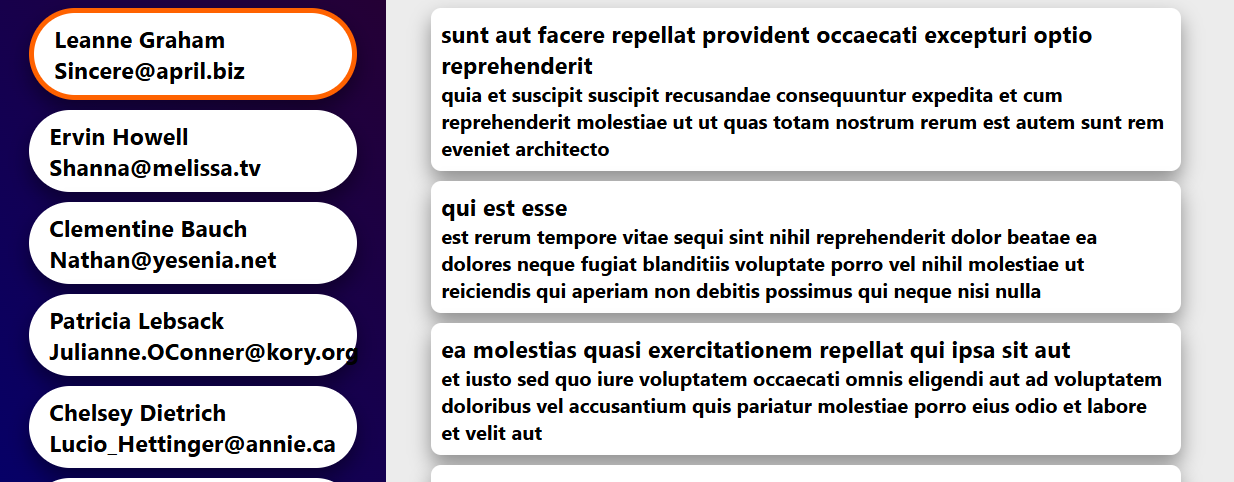 Leanne Graham
Sincere@april.biz
Ervin Howell
Shanna@melissa.tv
Clementine Bauch
Nathan@yesenia.net
Patricia Lebsack
Julianne.OConner@kory.org
Chelsey Dietrich
Lucio_Hettinger@annie.ca
sunt aut facere repellat provident occaecati excepturi optio
reprehenderit
quia et suscipit suscipit recusandae consequuntur expedita et cum
reprehenderit molestiae ut ut quas totam nostrum rerum est autem sunt rem
eveniet architecto
qui est esse
est rerum tempore vitae sequi sint nihil reprehenderit dolor beatae ea
dolores neque fugiat blanditiis voluptate porro vel nihil molestiae ut
reiciendis qui aperiam non debitis possimus qui neque nisi nulla
ea molestias quasi exercitationem repellat qui ipsa sit aut
et iusto sed quo iure voluptatem occaecati omnis eligendi aut ad voluptatem
doloribus vel accusantium quis pariatur molestiae porro eius odio et labore
et velit aut